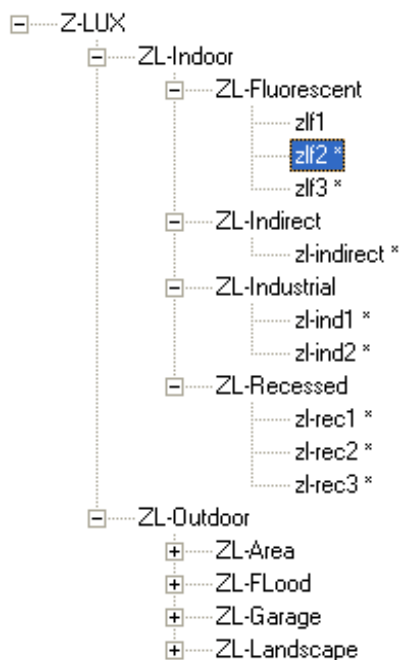 Z-LUX
ZL-Indoor
ZL-Fluorescent
zlf1
zlf2 *
zlf3 *
ZL-Indirect
zl-indirect *
ZL-Industrial
zl-ind1 *
zl-ind2 *
ZL-Recessed
zl-rec1 *
zl-rec2 *
zl-rec3 *
ZL-Outdoor
ZL-Area
ZL-FLood
ZL-Garage
ZL-Landscape